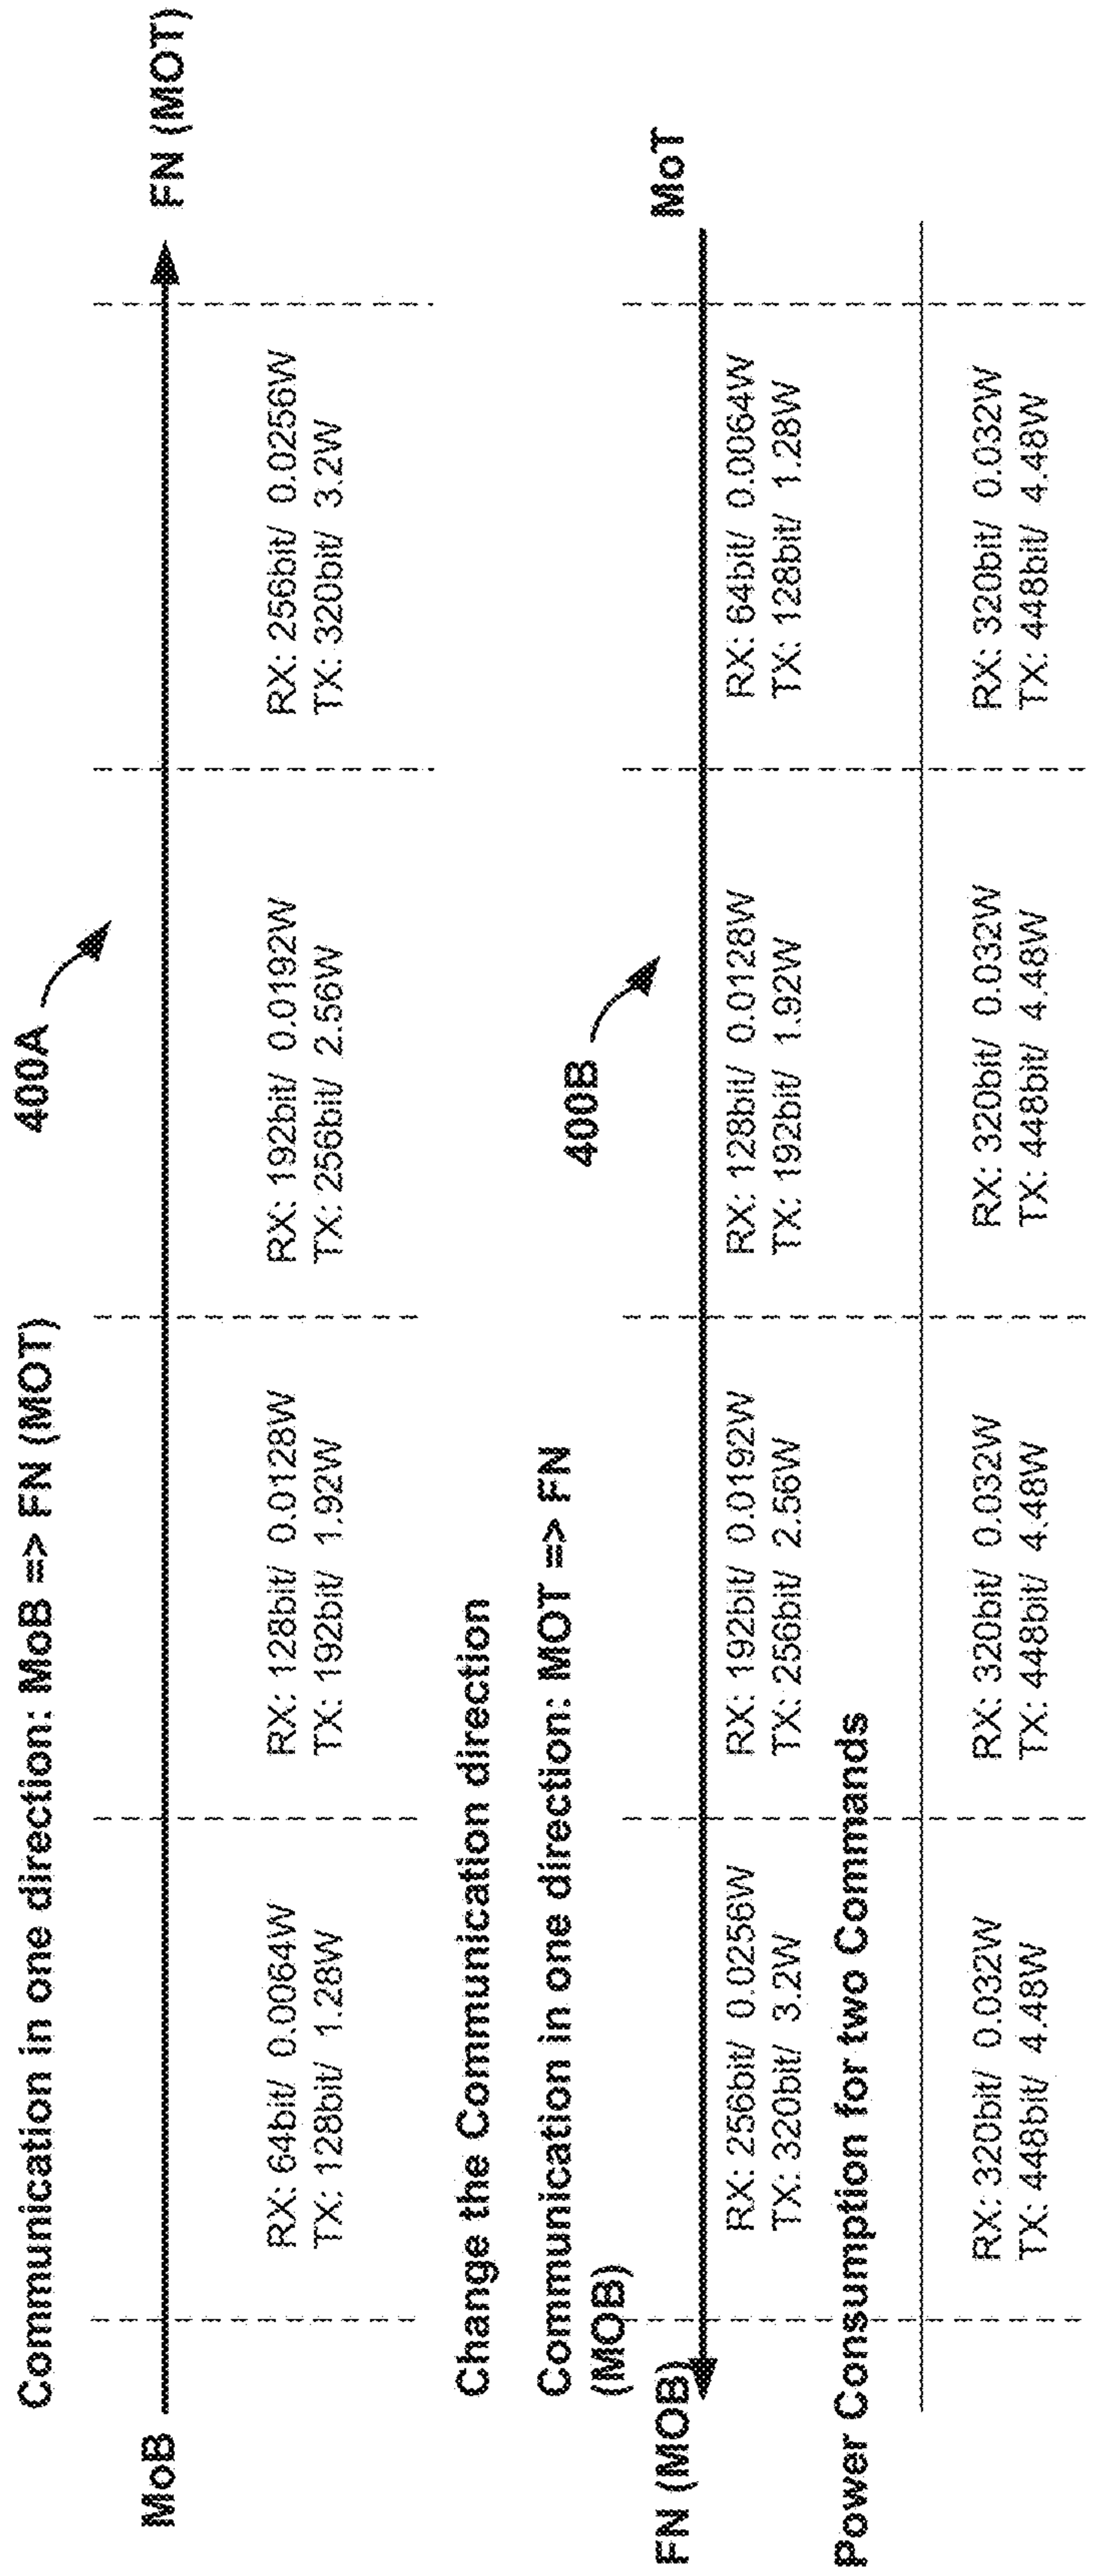 Communication in one direction: MoB => FN (MOT)
400A
MoB
FN (MOT)
RX: 64bit/ 0.0064W
TX: 128bit/ 1.28W
RX: 128bit/ 0.0128W
TX: 192bit/ 1.92W
RX: 192bit/ 0.0192W
TX: 256bit/ 2.56W
RX: 256bit/ 0.0256W
TX: 320bit/ 3.2W
Change the Communication direction
Communication in one direction: MOT => FN
(MOB)
400B
FN (MOB)
MoT
RX: 256bit/ 0.0256W
TX: 320bit/ 3.2W
RX: 192bit/ 0.0192W
TX: 256bit/ 2.56W
RX: 128bit/ 0.0128W
TX: 192bit/ 1.92W
RX: 64bit/ 0.0064W
TX: 128bit/ 1.28W
Power Consumption for two Commands
RX: 320bit/ 0.032W
TX: 448bit/ 4.48W
RX: 320bit/ 0.032W
TX: 448bit/ 4.48W
RX: 320bit/ 0.032W
TX: 448bit/ 4.48W
RX: 320bit/ 0.032W
TX: 448bit/ 4.48W